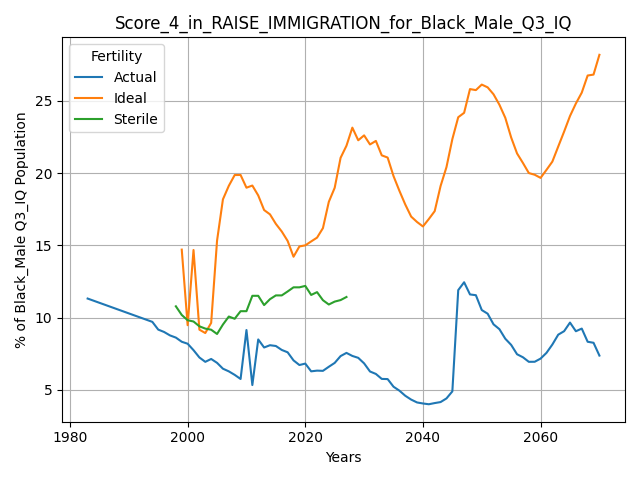 Score_4_in_RAISE_IMMIGRATION_for_Black_Male_Q3_IQ
Fertility
Actual
Ideal
Sterile
% of Black_Male Q3_IQ Population
25
20
15
10
5
1980
2000
2020
2040
2060
Years